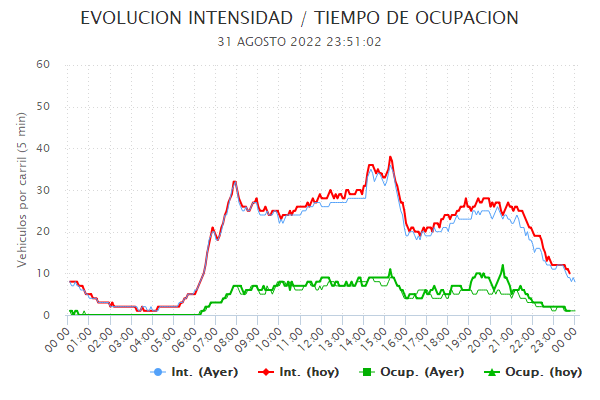 EVOLUCION INTENSIDAD / TIEMPO DE OCUPACION
31 AGOSTO 2022 23:51:02
Vehiculos por carril (5 min)
60
50
40
30
20
10
0
00:00 01:00 02:00 03:00 04:00 05:00 06:00 07:00 08:00 09:00 10:00 11:00 12:00 13:00 14:00 15:00 16:00 17:00 18:00 19:00 20:00 21:00 22:00 23:00 00:00
Int. (Ayer) Int. (hoy) Ocup. (Ayer) Ocup. (hoy)